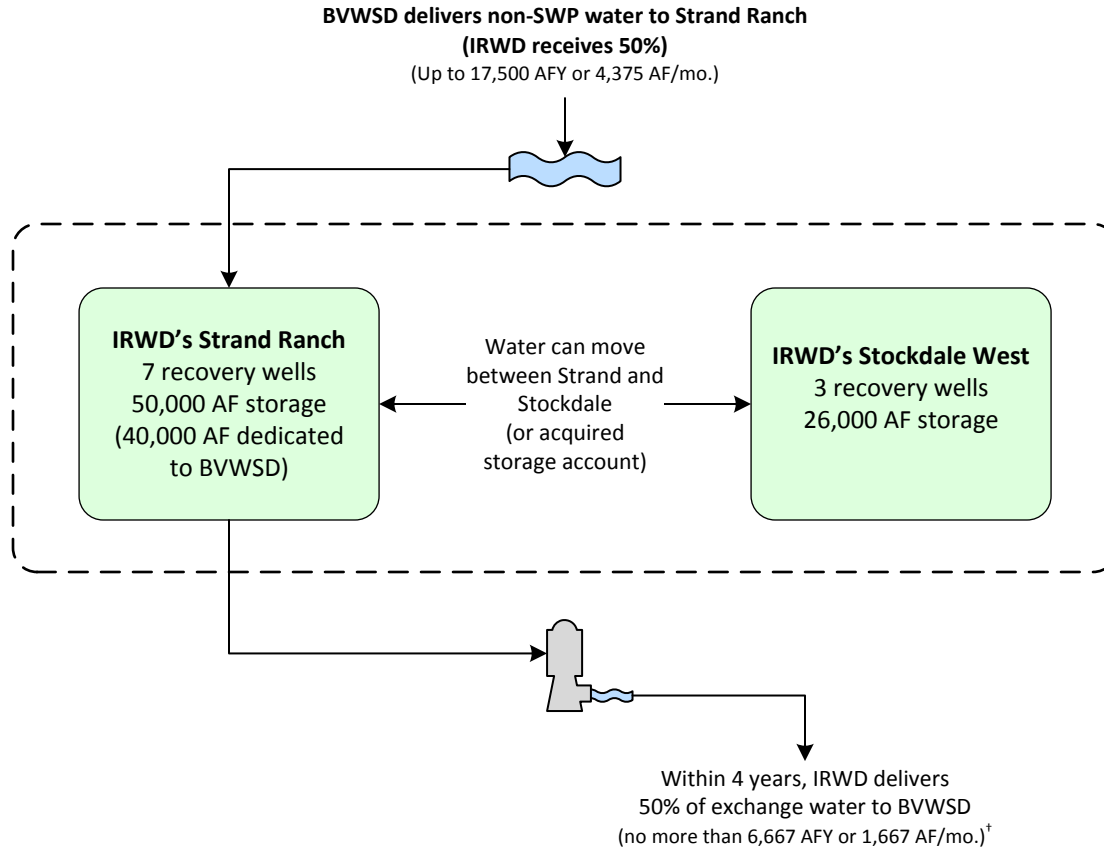 BVWSD delivers non-SWP water to Strand Ranch
(IRWD receives 50%)
(Up to 17,500 AFY or 4,375 AF/mo.)
IRWD’s Strand Ranch
7 recovery wells
50,000 AF storage
(40,000 AF dedicated
to BVWSD)
Water can move
between Strand and
Stockdale
(or acquired
storage account)
IRWD’s Stockdale West
3 recovery wells
26,000 AF storage
Within 4 years, IRWD delivers
50% of exchange water to BVWSD
(no more than 6,667 AFY or 1,667 AF/mo.)†